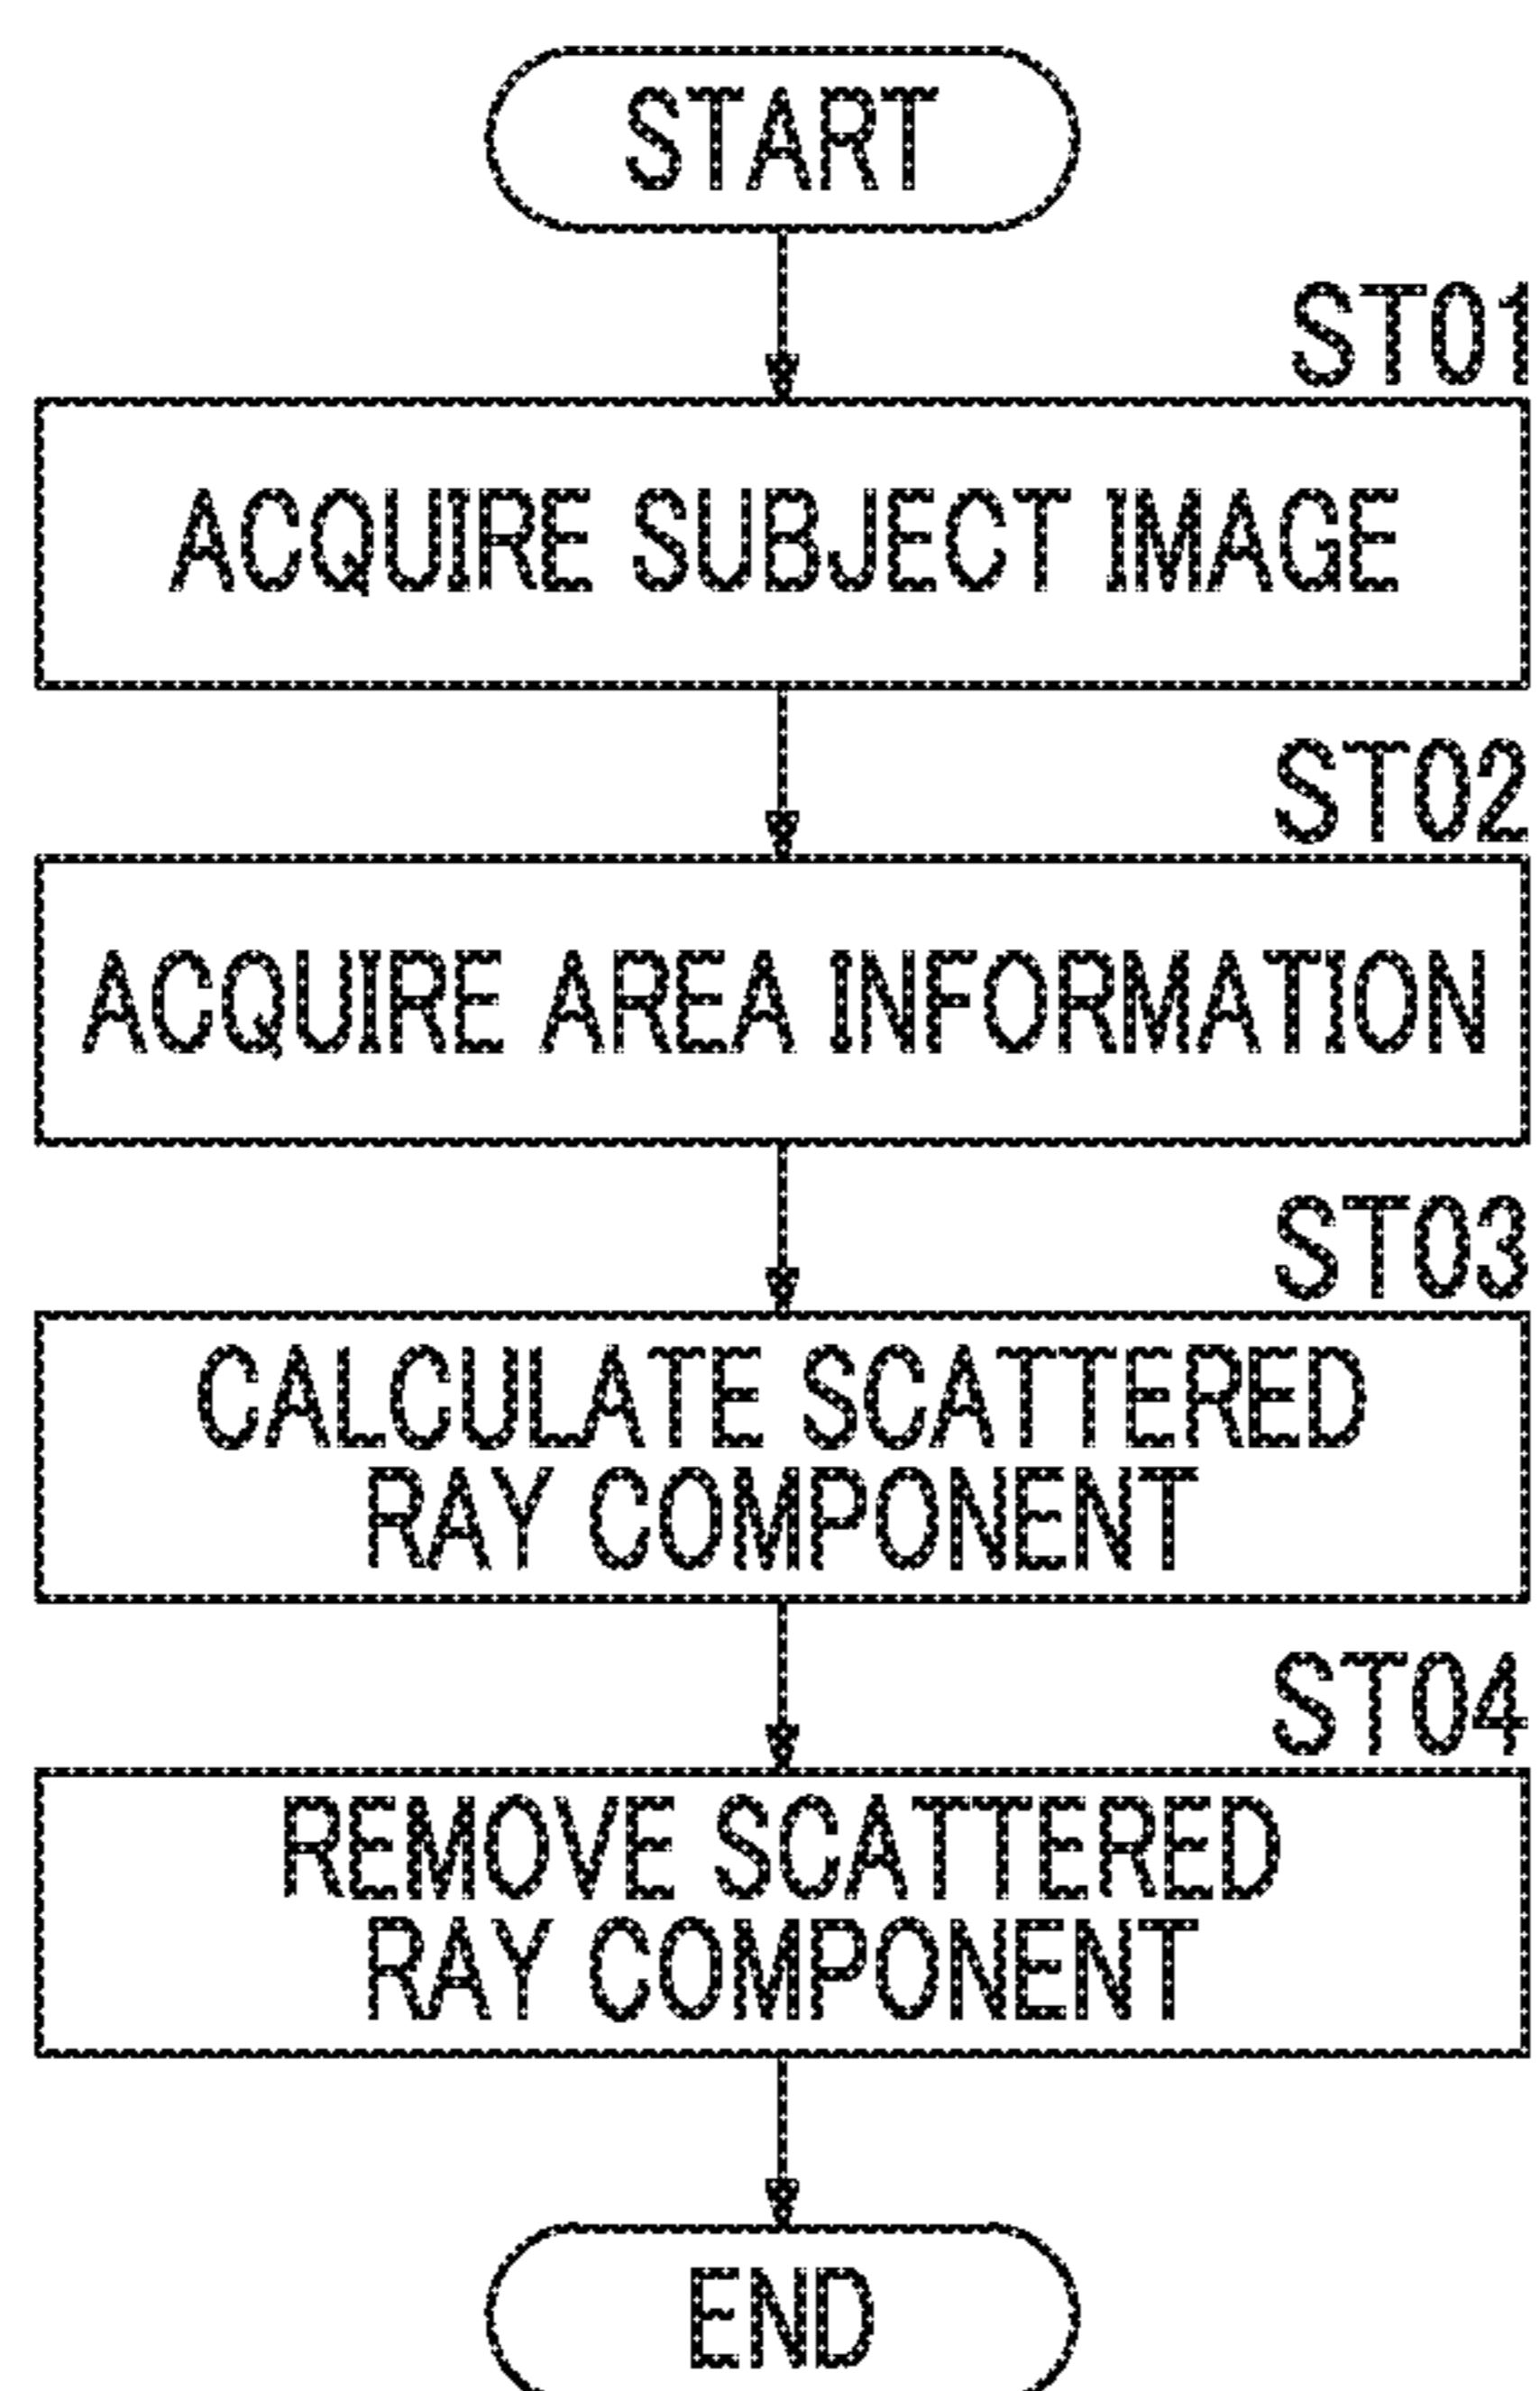 START
ST01
ACQUIRE SUBJECT IMAGE
ST02
ACQUIRE AREA INFORMATION
ST03
CALCULATE SCATTERED
RAY COMPONENT
ST04
REMOVE SCATTERED
RAY COMPONENT
END